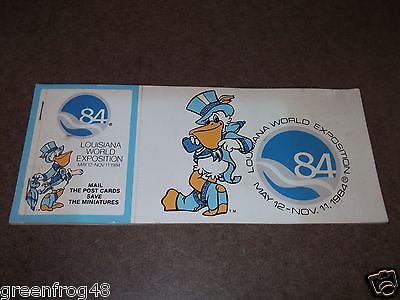 84
®
LOUISIANA
WORLD
EXPOSITION
MAY 12-NOV 11 1984
MAIL
THE POST CARDS
SAVE
THE MINIATURES
TM
LOUISIANA WORLD EXPOSITION
84
MAY 12-NOV. 11, 1984®
greenfrog48